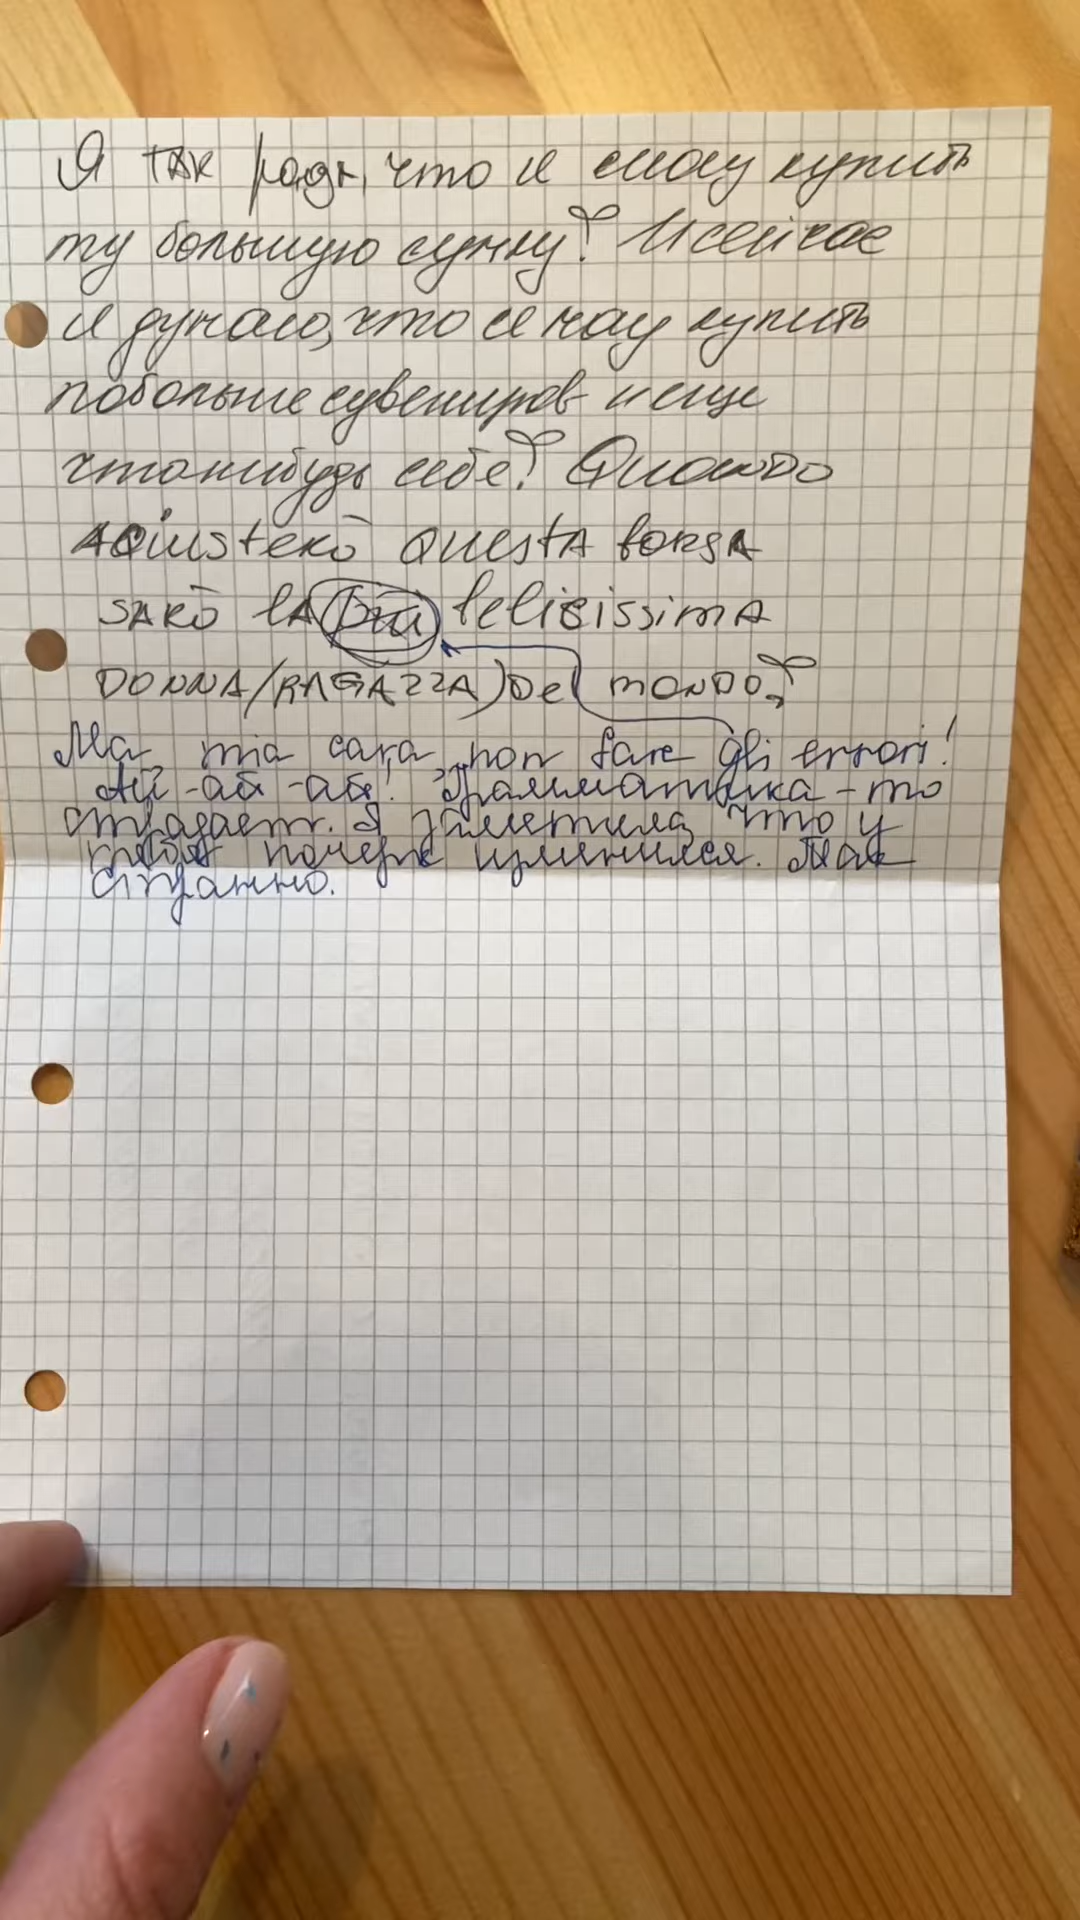 Я так рада, что я смогу купить
ту большую сумку! И сейчас
я думаю, что я могу купить
побольше сувениров и еще
что нибудь себе! Quando
AQuisterò questa borsa
sarò la più felicissima
DONNA/(RAGAZZA) Del mondo!
Ma, mia cara, non fare gli errori!
Ай-ай-ай! Грамматика-то
страдает. Я заметила, что у
тебя почерк изменился. Так
странно.